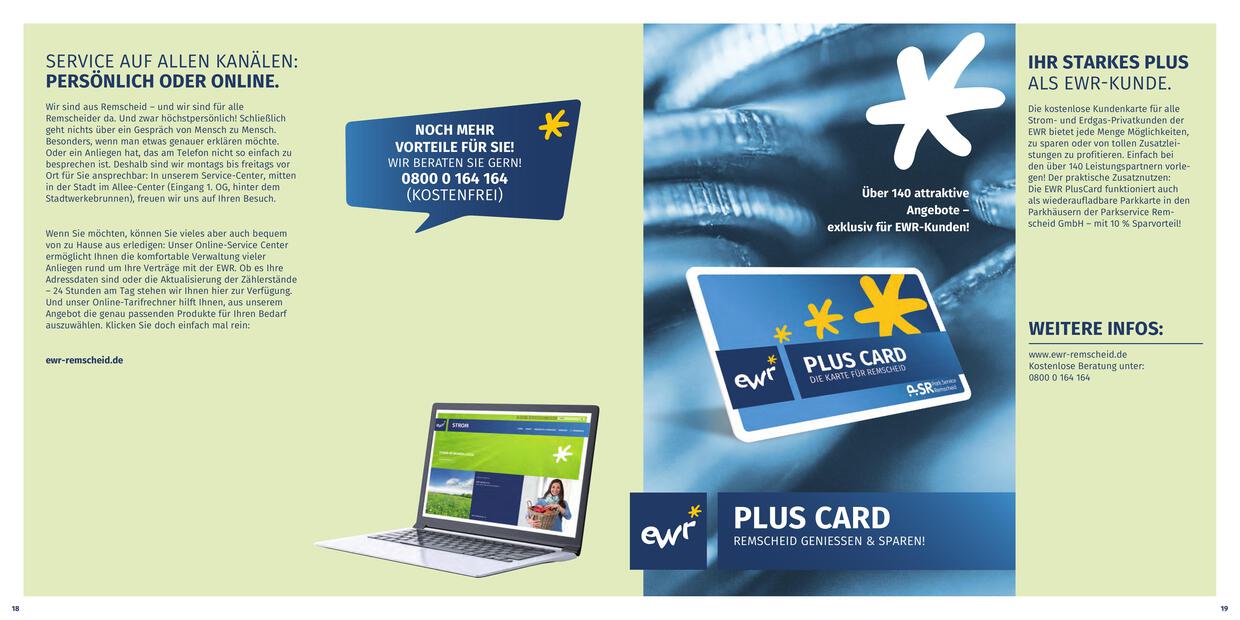 SERVICE AUF ALLEN KANÄLEN:
PERSÖNLICH ODER ONLINE.
Wir sind aus Remscheid – und wir sind für alle
Remscheider da. Und zwar höchstpersönlich! Schließlich
geht nichts über ein Gespräch von Mensch zu Mensch.
Besonders, wenn man etwas genauer erklären möchte.
Oder ein Anliegen hat, das am Telefon nicht so einfach zu
besprechen ist. Deshalb sind wir montags bis freitags vor
Ort für Sie ansprechbar: In unserem Service-Center, mitten
in der Stadt im Allee-Center (Eingang 1. OG, hinter dem
Stadtwerkebrunnen), freuen wir uns auf Ihren Besuch.
Wenn Sie möchten, können Sie vieles aber auch bequem
von zu Hause aus erledigen: Unser Online-Service Center
ermöglicht Ihnen die komfortable Verwaltung vieler
Anliegen rund um Ihre Verträge mit der EWR. Ob es Ihre
Adressdaten sind oder die Aktualisierung der Zählerstände
– 24 Stunden am Tag stehen wir Ihnen hier zur Verfügung.
Und unser Online-Tarifrechner hilft Ihnen, aus unserem
Angebot die genau passenden Produkte für Ihren Bedarf
auszuwählen. Klicken Sie doch einfach mal rein:
ewr-remscheid.de
NOCH MEHR
VORTEILE FÜR SIE!
WIR BERATEN SIE GERN!
0800 0 164 164
(KOSTENFREI)
ewr
STROM
Über 140 attraktive
Angebote –
exklusiv für EWR-Kunden!
ewr
PLUS CARD
DIE KARTE FÜR REMSCHEID
PSR Park Service
Remscheid
ewr
PLUS CARD
REMSCHEID GENIESSEN & SPAREN!
IHR STARKES PLUS
ALS EWR-KUNDE.
Die kostenlose Kundenkarte für alle
Strom- und Erdgas-Privatkunden der
EWR bietet jede Menge Möglichkeiten,
zu sparen oder von tollen Zusatzlei-
stungen zu profitieren. Einfach bei
den über 140 Leistungspartnern vorle-
gen! Der praktische Zusatznutzen:
Die EWR PlusCard funktioniert auch
als wiederaufladbare Parkkarte in den
Parkhäusern der Parkservice Rem-
scheid GmbH – mit 10 % Sparvorteil!
WEITERE INFOS:
www.ewr-remscheid.de
Kostenlose Beratung unter:
0800 0 164 164
18
19